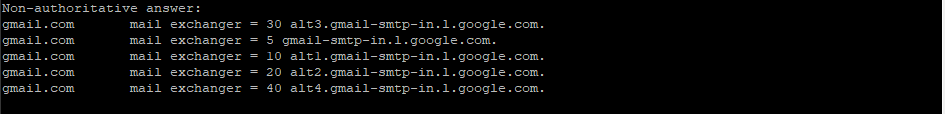 Non-authoritative answer:
gmail.com       mail exchanger = 30 alt3.gmail-smtp-in.l.google.com.
gmail.com       mail exchanger = 5 gmail-smtp-in.l.google.com.
gmail.com       mail exchanger = 10 alt1.gmail-smtp-in.l.google.com.
gmail.com       mail exchanger = 20 alt2.gmail-smtp-in.l.google.com.
gmail.com       mail exchanger = 40 alt4.gmail-smtp-in.l.google.com.